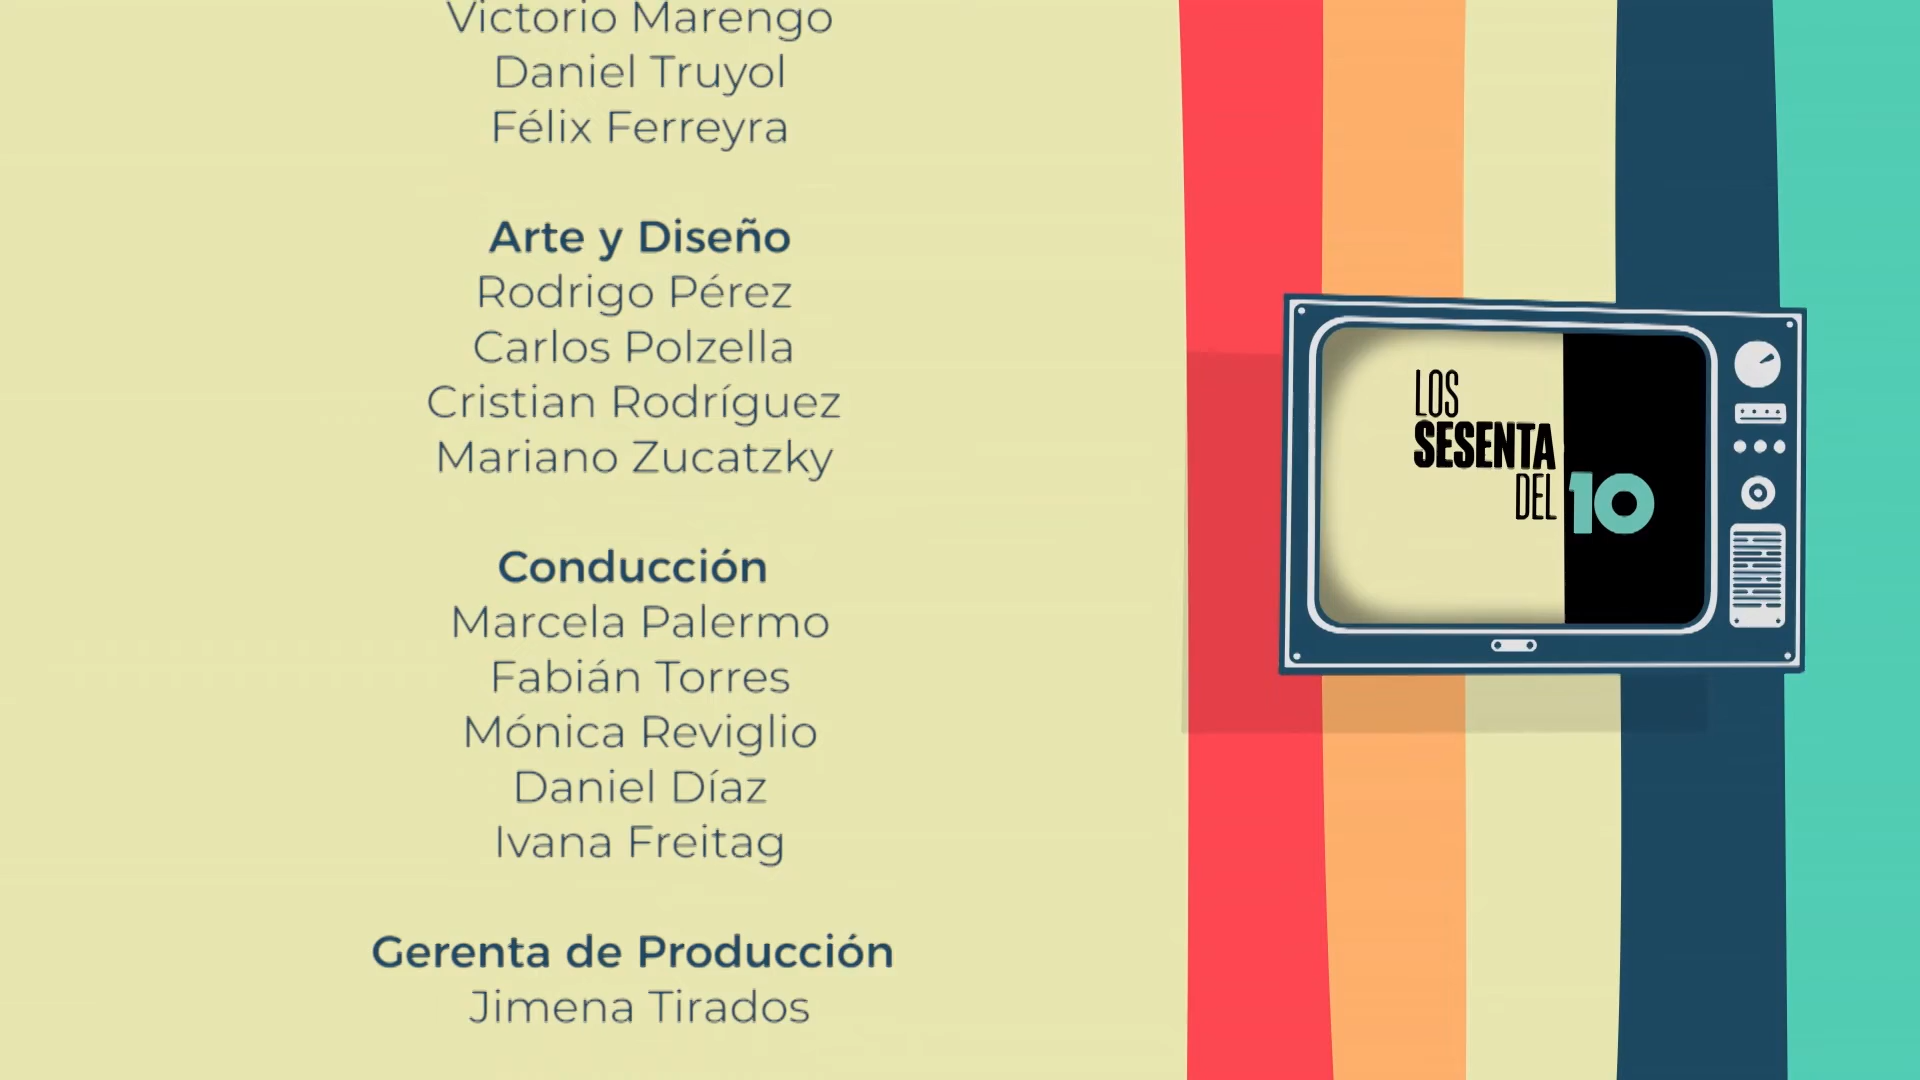 Victorio Marengo
Daniel Truyol
Félix Ferreyra
Arte y Diseño
Rodrigo Pérez
Carlos Polzella
Cristian Rodríguez
Mariano Zucatzky
Conducción
Marcela Palermo
Fabián Torres
Mónica Reviglio
Daniel Díaz
Ivana Freitag
Gerenta de Producción
Jimena Tirados
LOS
SESENTA
DEL 10